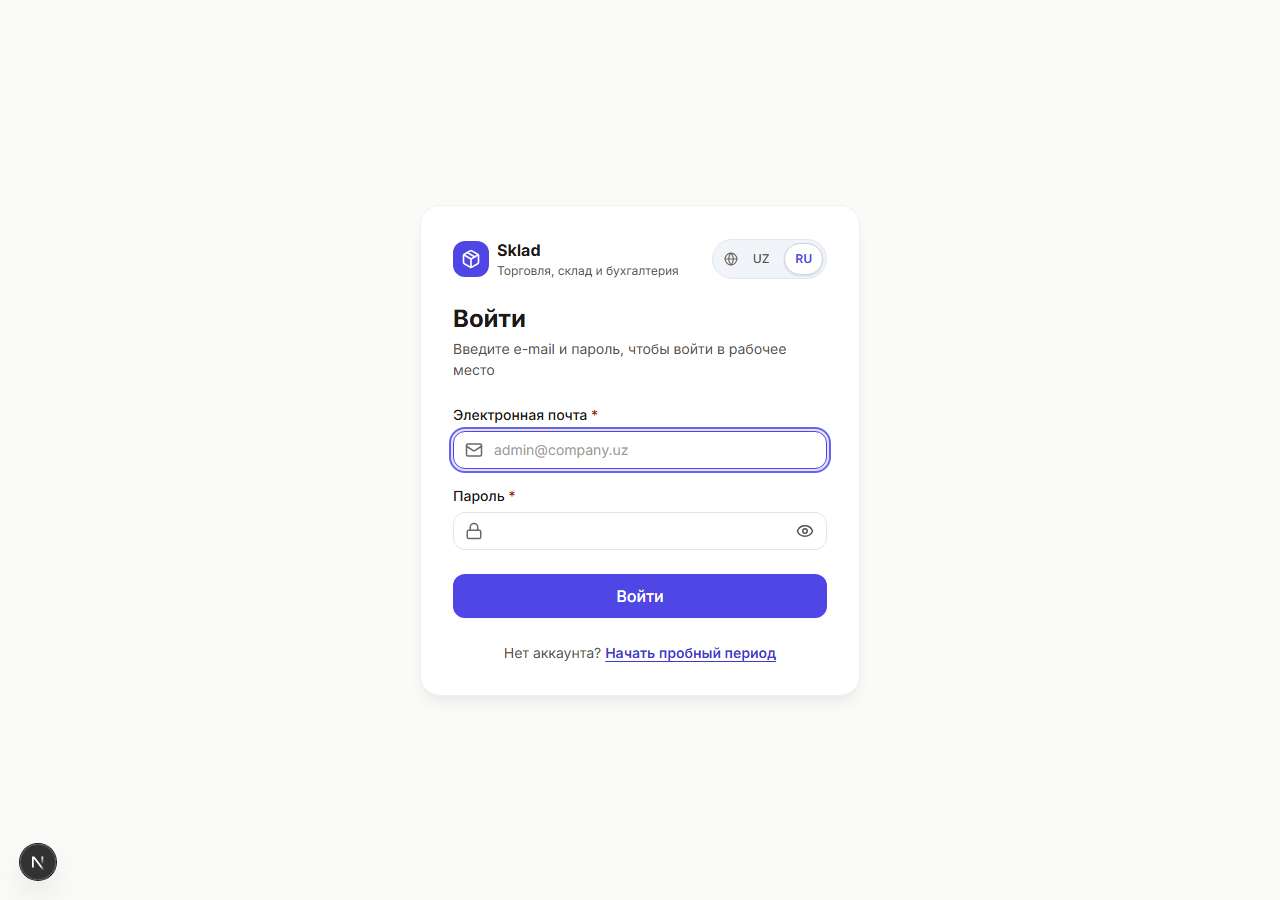 Sklad
Торговля, склад и бухгалтерия
UZ
RU
Войти
Введите e-mail и пароль, чтобы войти в рабочее
место
Электронная почта *
admin@company.uz
Пароль *
Войти
Нет аккаунта? Начать пробный период
N